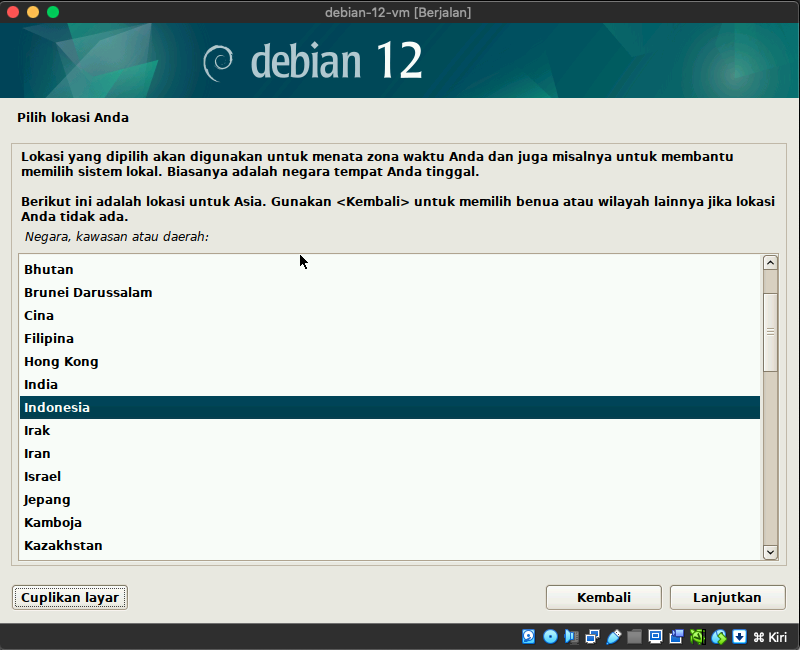 debian-12-vm [Berjalan]
debian 12
Pilih lokasi Anda
Lokasi yang dipilih akan digunakan untuk menata zona waktu Anda dan juga misalnya untuk membantu
memilih sistem lokal. Biasanya adalah negara tempat Anda tinggal.
Berikut ini adalah lokasi untuk Asia. Gunakan <Kembali> untuk memilih benua atau wilayah lainnya jika lokasi
Anda tidak ada.
Negara, kawasan atau daerah:
Bhutan
Brunei Darussalam
Cina
Filipina
Hong Kong
India
Indonesia
Irak
Iran
Israel
Jepang
Kamboja
Kazakhstan
Cuplikan layar
Kembali
Lanjutkan
⌘ Kiri